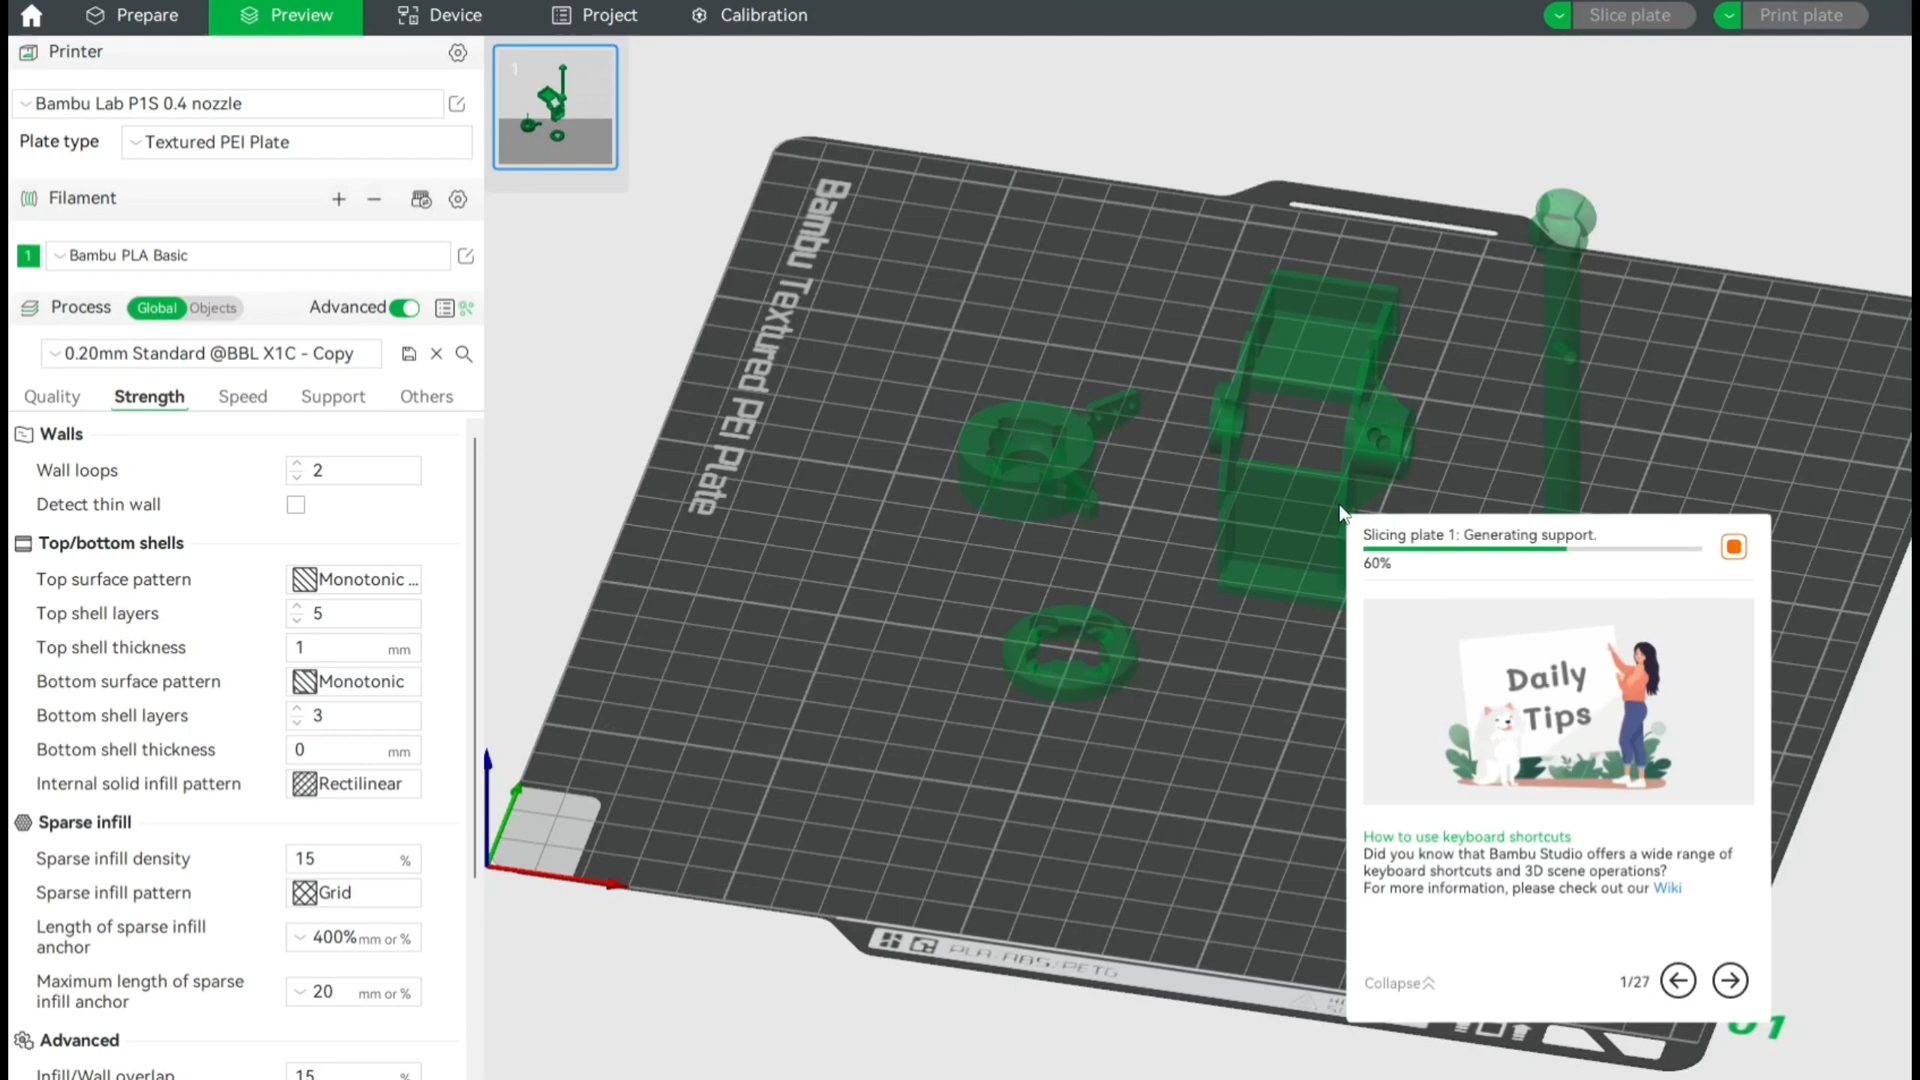 Prepare
Preview
Device
Project
Calibration
Slice plate
Print plate
Printer
Bambu Lab P1S 0.4 nozzle
Plate type
Textured PEI Plate
Filament
1
Bambu PLA Basic
Process
Global
Objects
Advanced
0.20mm Standard @BBL X1C - Copy
Quality
Strength
Speed
Support
Others
Walls
Wall loops
2
Detect thin wall
Top/bottom shells
Top surface pattern
Monotonic ...
Top shell layers
5
Top shell thickness
1 mm
Bottom surface pattern
Monotonic
Bottom shell layers
3
Bottom shell thickness
0 mm
Internal solid infill pattern
Rectilinear
Sparse infill
Sparse infill density
15 %
Sparse infill pattern
Grid
Length of sparse infill
anchor
400% mm or %
Maximum length of sparse
infill anchor
20 mm or %
Advanced
Infill/Wall overlap
15 %
1
Bambu Textured PEI Plate
Slicing plate 1: Generating support.
60%
Daily
Tips
How to use keyboard shortcuts
Did you know that Bambu Studio offers a wide range of
keyboard shortcuts and 3D scene operations?
For more information, please check out our Wiki
Collapse
1/27
PLA-ABS/PETG
01